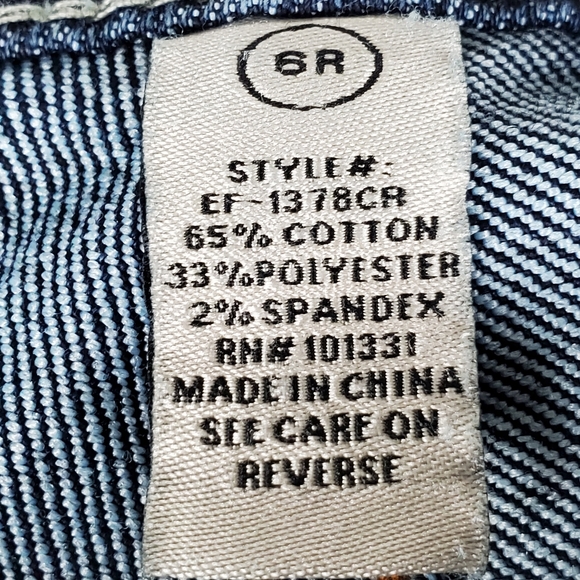 6R
STYLE#:
EF-1378CR
65% COTTON
33%POLYESTER
2% SPANDEX
RN# 101331
MADE IN CHINA
SEE CARE ON
REVERSE